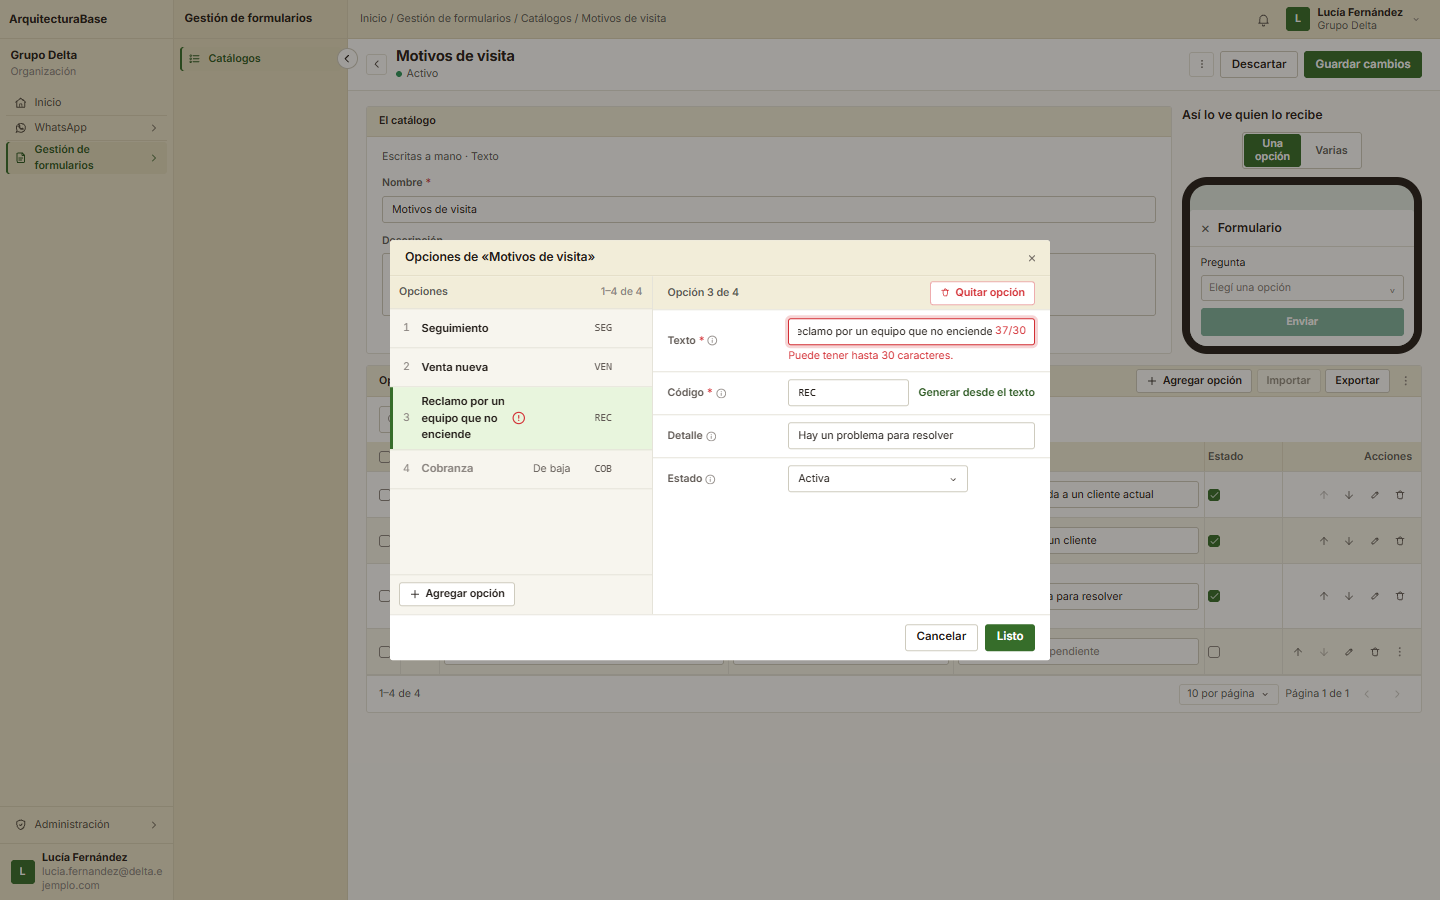 ArquitecturaBase
Gestión de formularios
Inicio / Gestión de formularios / Catálogos / Motivos de visita
L
Lucía Fernández
Grupo Delta
Grupo Delta
Organización
Inicio
WhatsApp
Gestión de
formularios
Catálogos
Motivos de visita
Activo
Descartar
Guardar cambios
El catálogo
Escritas a mano · Texto
Nombre *
Motivos de visita
Descripción
Así lo ve quien lo recibe
Una
opción
Varias
Formulario
Pregunta
Elegí una opción
Enviar
Opciones de «Motivos de visita»
Opciones
1–4 de 4
1 Seguimiento SEG
2 Venta nueva VEN
3 Reclamo por un
equipo que no
enciende
REC
4 Cobranza De baja COB
Agregar opción
Opción 3 de 4
Quitar opción
Texto *
eclamo por un equipo que no enciende 37/30
Puede tener hasta 30 caracteres.
Código *
REC
Generar desde el texto
Detalle
Hay un problema para resolver
Estado
Activa
Cancelar
Listo
Agregar opción
Importar
Exportar
Estado
Acciones
da a un cliente actual
un cliente
a para resolver
pendiente
1–4 de 4
10 por página
Página 1 de 1
Administración
L
Lucía Fernández
lucia.fernandez@delta.e
jemplo.com